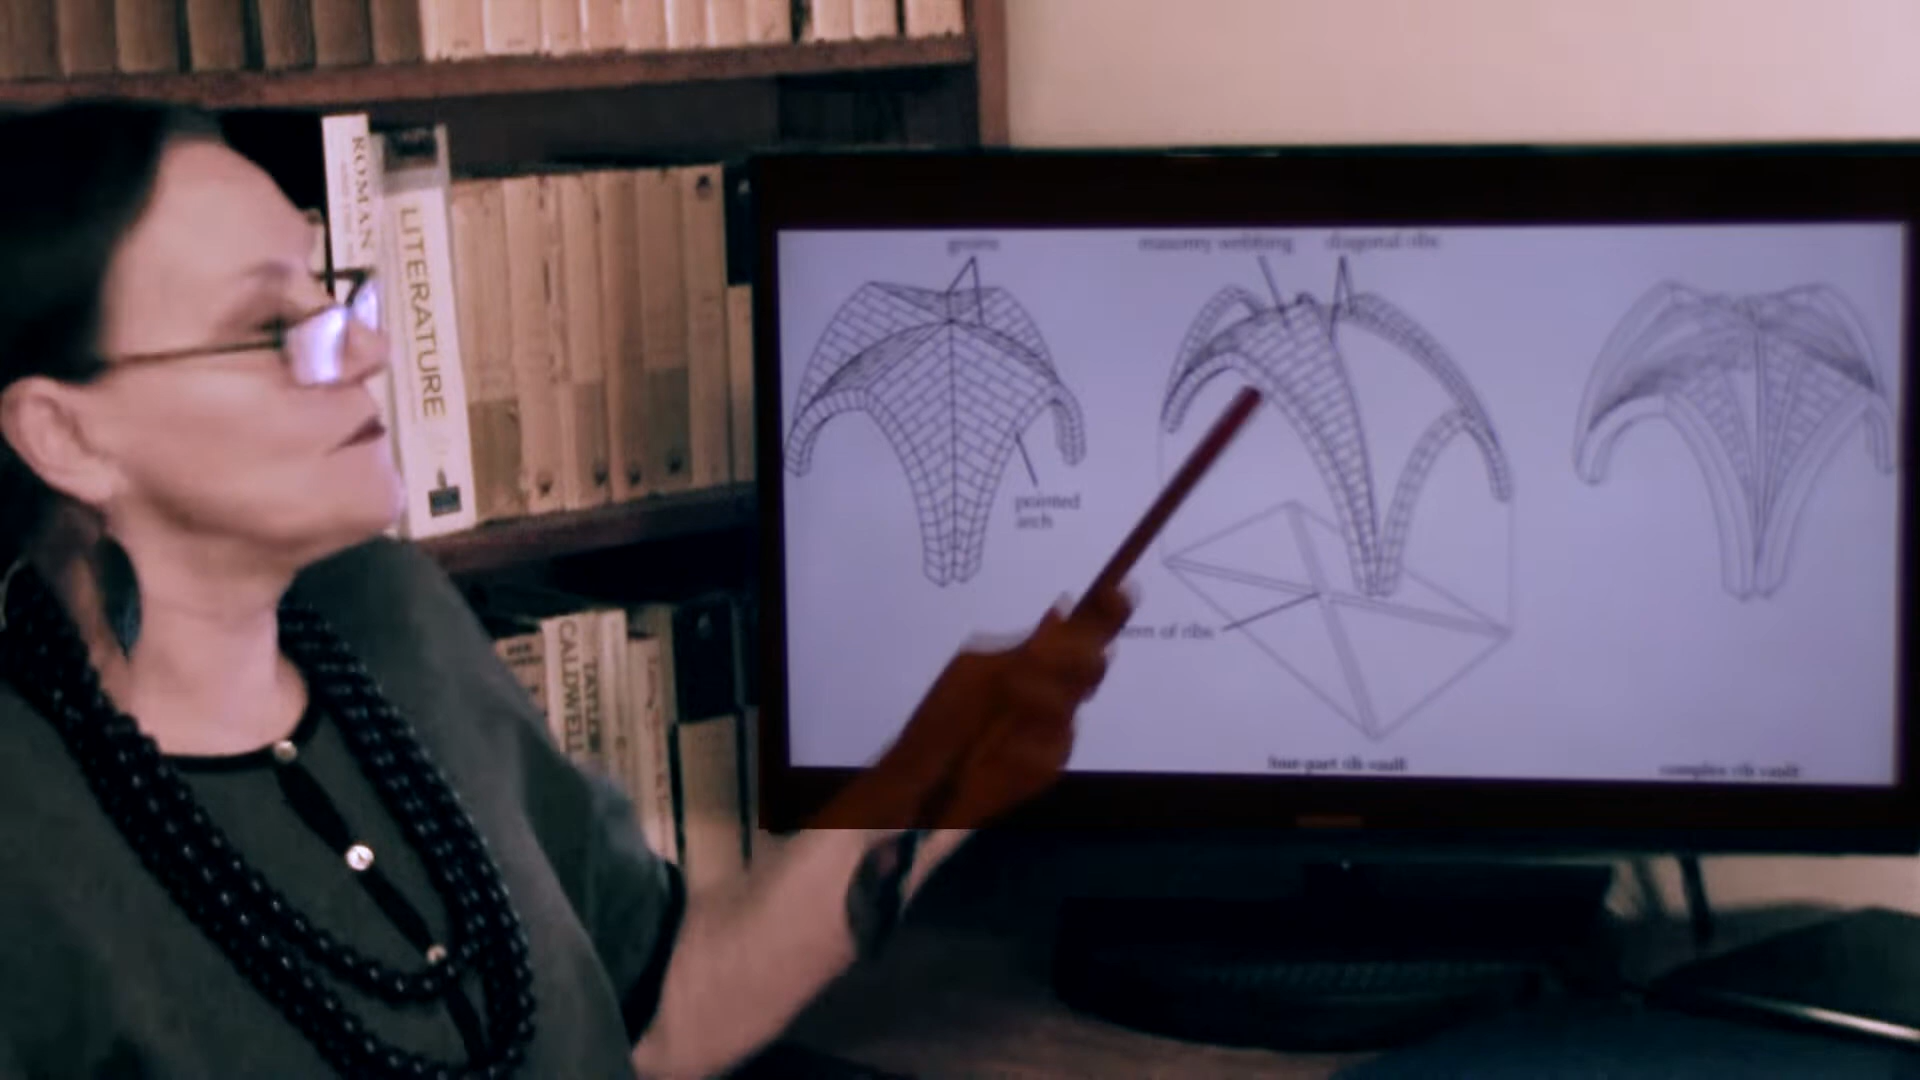 ROMAN
LITERATURE
groins
masonry webbing
diagonal ribs
pointed
arch
of ribs
four-part rib vault
complex rib vault
TAYLOR
CALDWELL